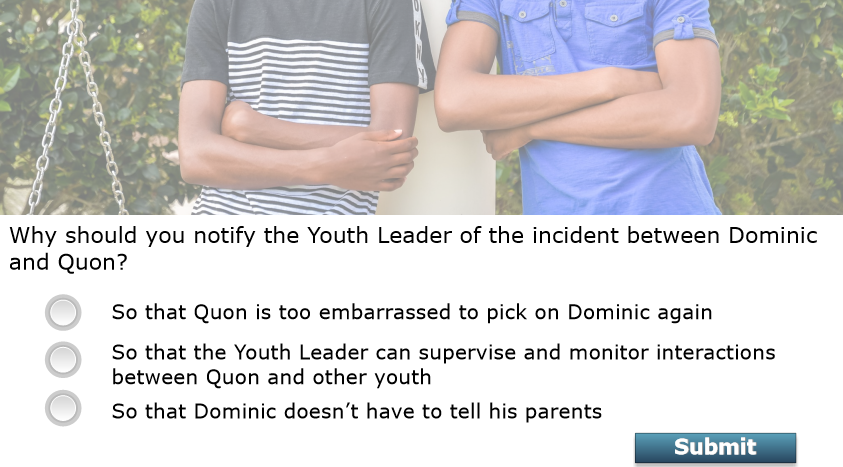 Why should you notify the Youth Leader of the incident between Dominic
and Quon?
So that Quon is too embarrassed to pick on Dominic again
So that the Youth Leader can supervise and monitor interactions
between Quon and other youth
So that Dominic doesn’t have to tell his parents
Submit